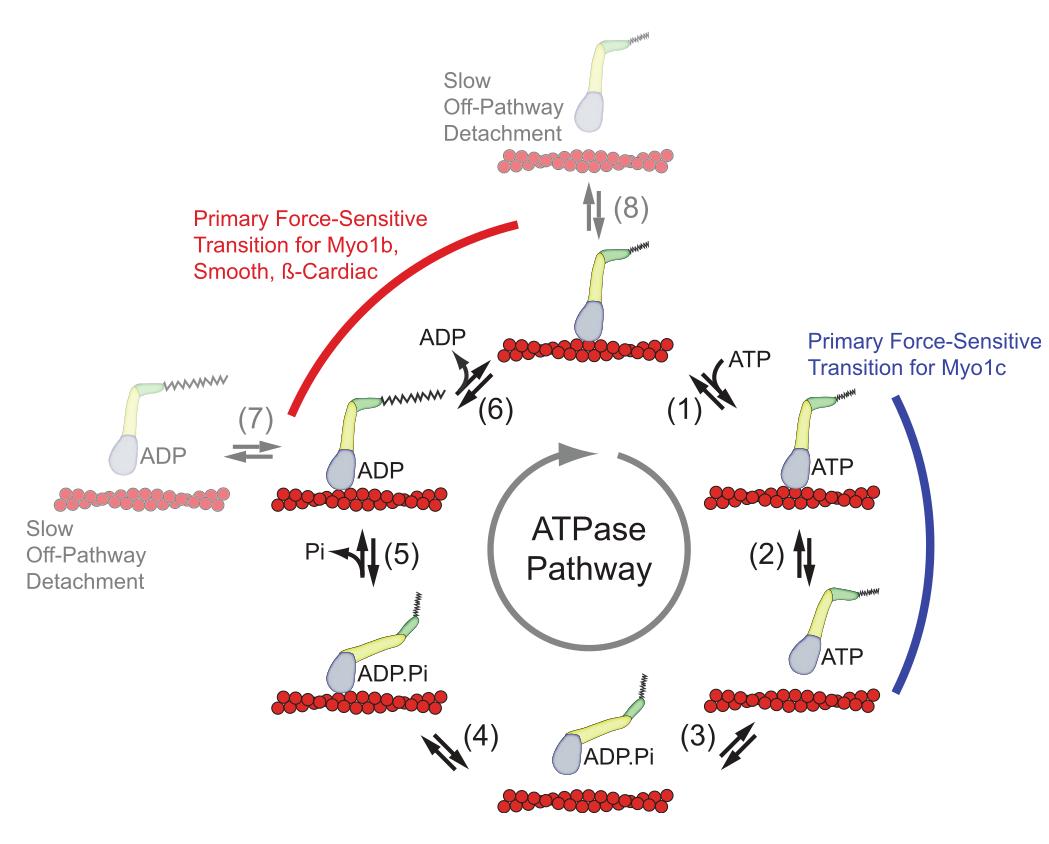 Slow
Off-Pathway
Detachment
(8)
Primary Force-Sensitive
Transition for Myo1b,
Smooth, ß-Cardiac
ADP
(6)
(1)
ATP
Primary Force-Sensitive
Transition for Myo1c
(7)
ADP
ADP
ATP
Slow
Off-Pathway
Detachment
Pi
(5)
ATPase
Pathway
(2)
ATP
ADP.Pi
(4)
ADP.Pi
(3)